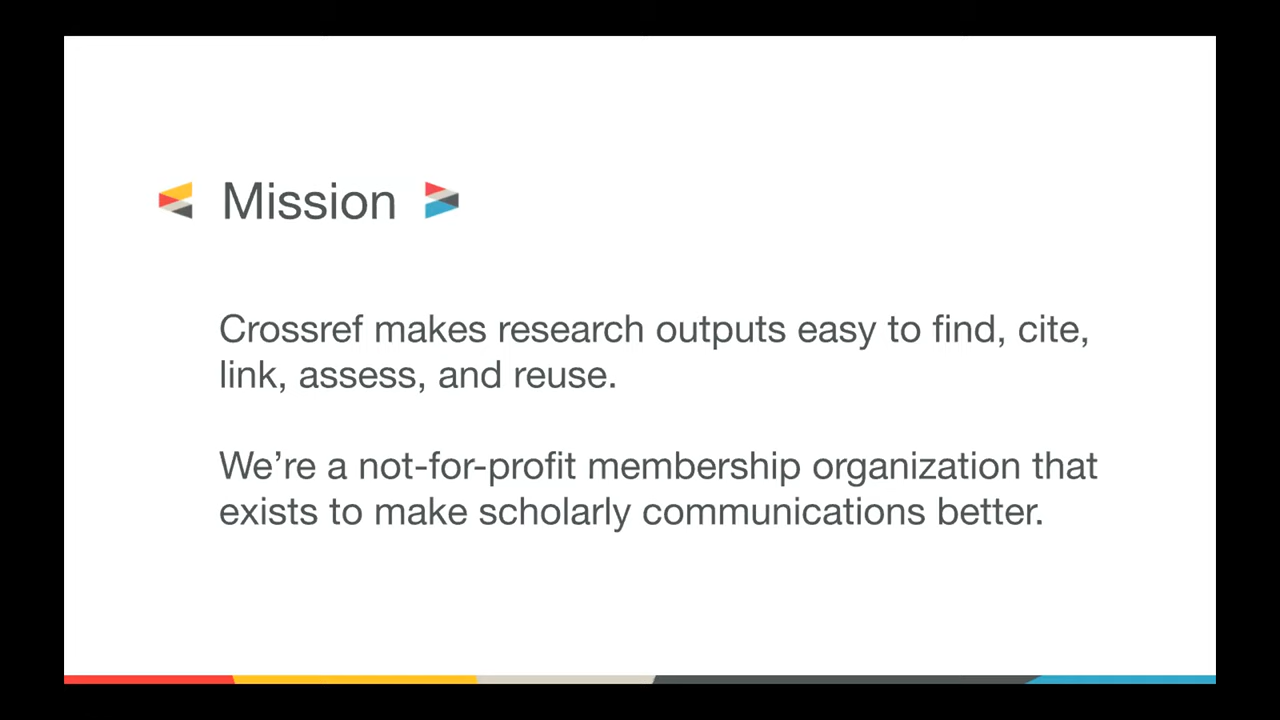 Mission
Crossref makes research outputs easy to find, cite,
link, assess, and reuse.
We’re a not-for-profit membership organization that
exists to make scholarly communications better.